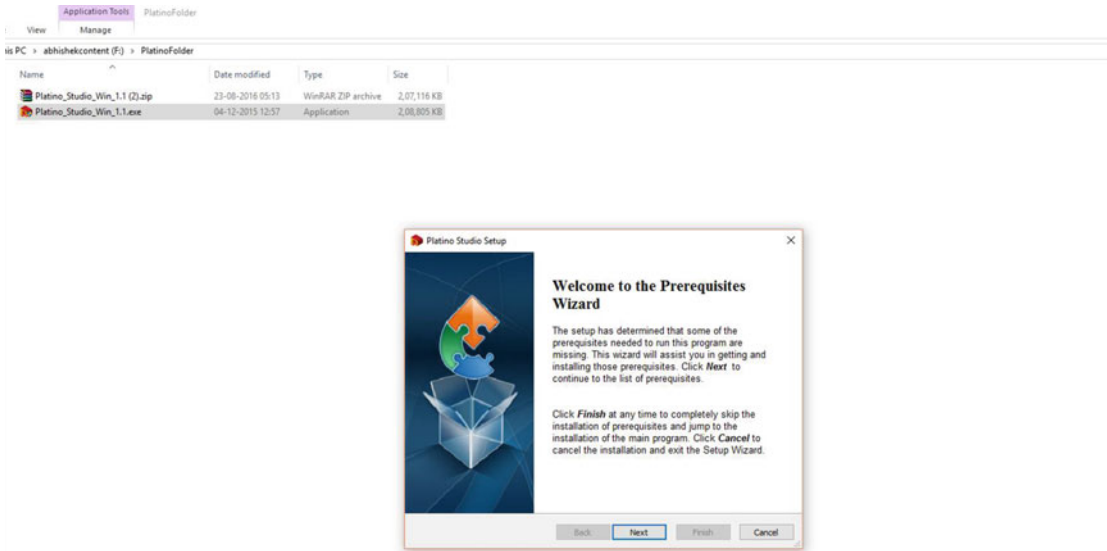 Application Tools PlatinoFolder
View Manage
his PC > abhishekcontent (F:) > PlatinoFolder
Name Date modified Type Size
Platino_Studio_Win_1.1 (2).zip 23-08-2016 05:13 WinRAR ZIP archive 2,07,116 KB
Platino_Studio_Win_1.1.exe 04-12-2015 12:57 Application 2,08,805 KB
Platino Studio Setup
Welcome to the Prerequisites
Wizard
The setup has determined that some of the
prerequisites needed to run this program are
missing. This wizard will assist you in getting and
installing those prerequisites. Click Next to
continue to the list of prerequisites.
Click Finish at any time to completely skip the
installation of prerequisites and jump to the
installation of the main program. Click Cancel to
cancel the installation and exit the Setup Wizard.
Back Next Finish Cancel